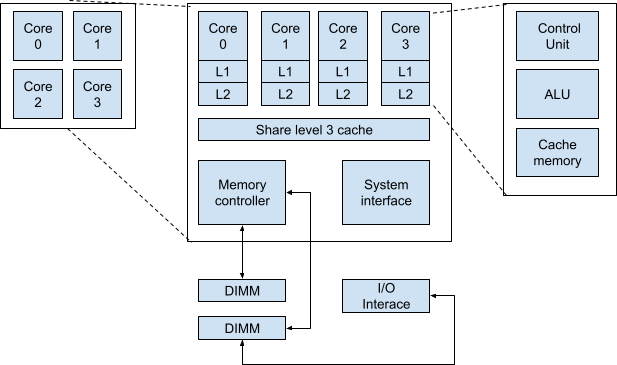 Core
0
Core
1
Core
2
Core
3
Core
0
L1
L2
Core
1
L1
L2
Core
2
L1
L2
Core
3
L1
L2
Share level 3 cache
Memory
controller
System
interface
DIMM
DIMM
I/O
Interace
Control
Unit
ALU
Cache
memory